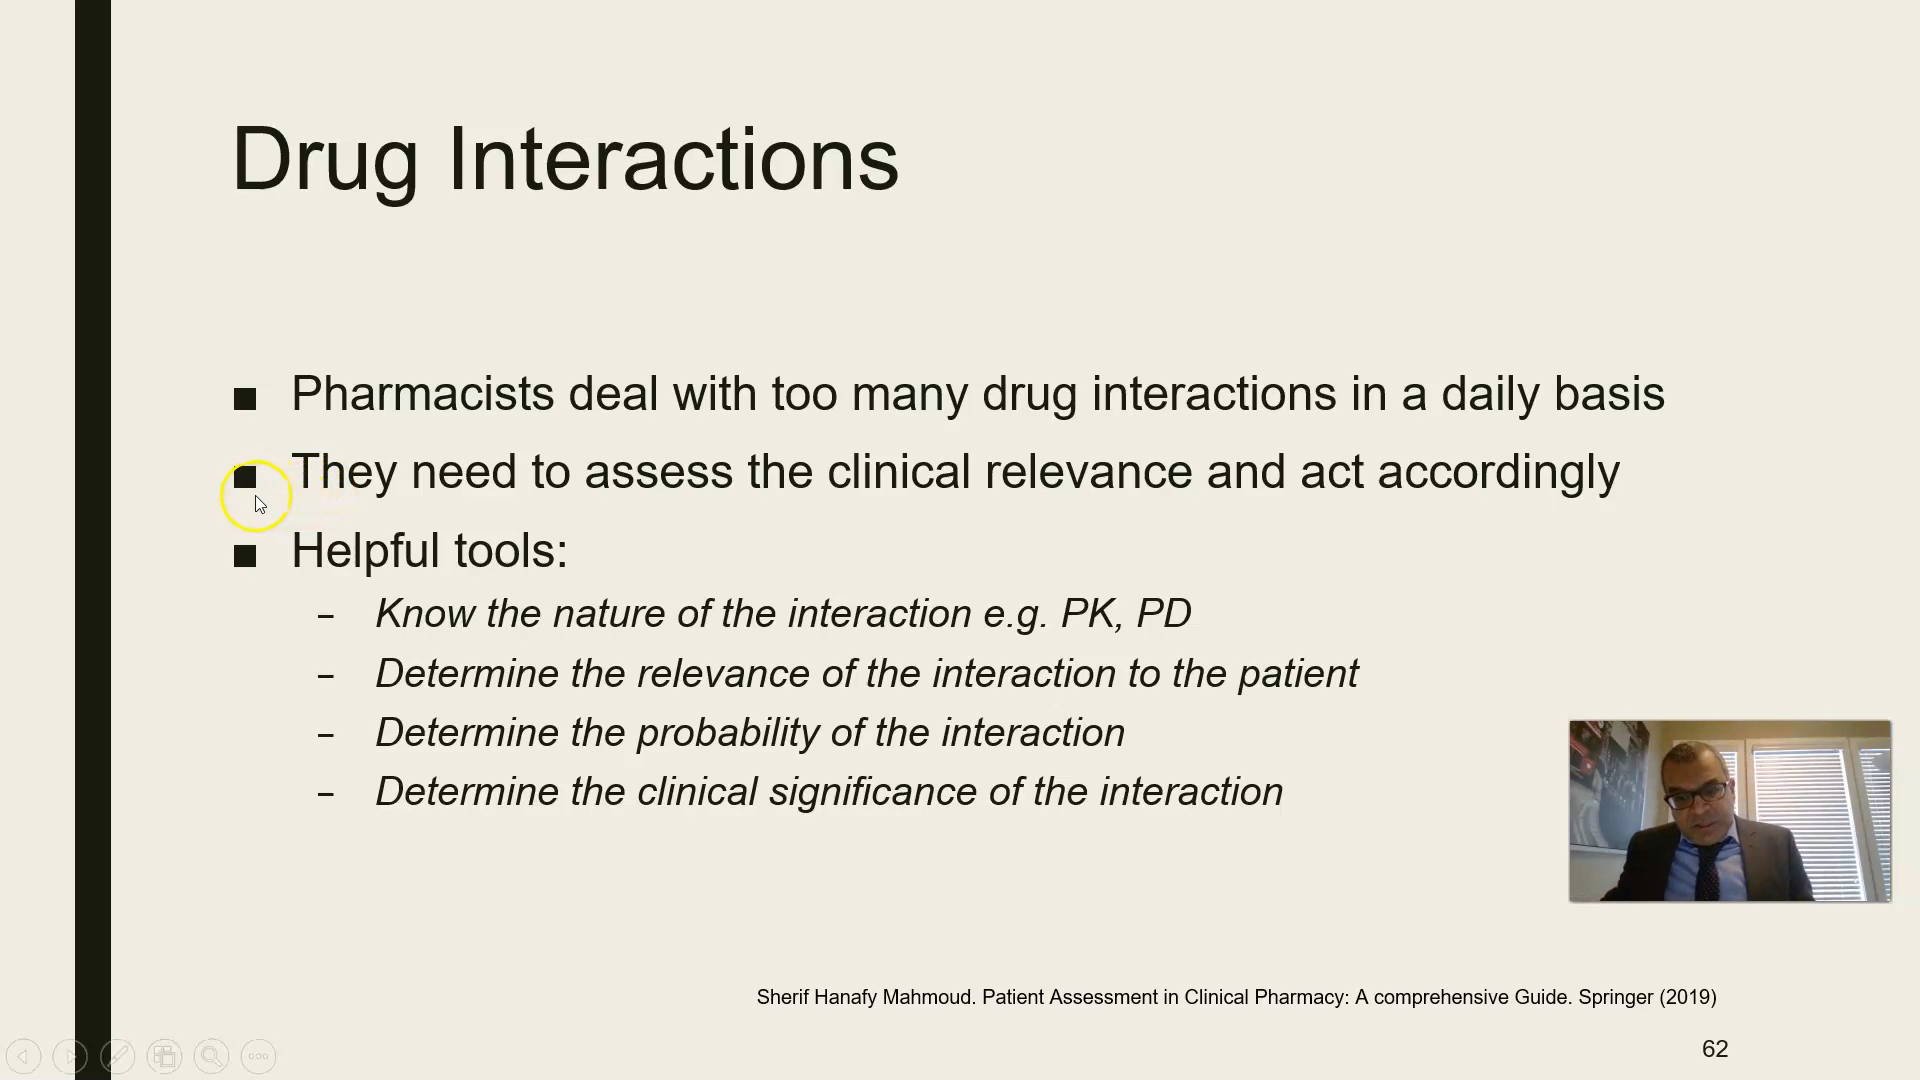 Drug Interactions
■ Pharmacists deal with too many drug interactions in a daily basis
■ They need to assess the clinical relevance and act accordingly
■ Helpful tools:
– Know the nature of the interaction e.g. PK, PD
– Determine the relevance of the interaction to the patient
– Determine the probability of the interaction
– Determine the clinical significance of the interaction
Sherif Hanafy Mahmoud. Patient Assessment in Clinical Pharmacy: A comprehensive Guide. Springer (2019)
62